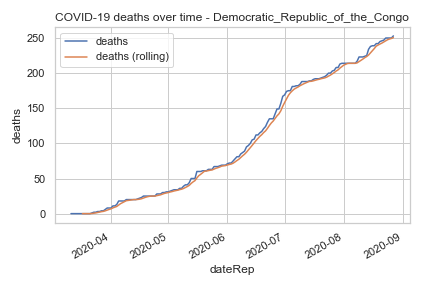 COVID-19 deaths over time - Democratic_Republic_of_the_Congo
deaths
deaths (rolling)
250
200
150
100
50
0
deaths
2020-04
2020-05
2020-06
2020-07
2020-08
2020-09
dateRep